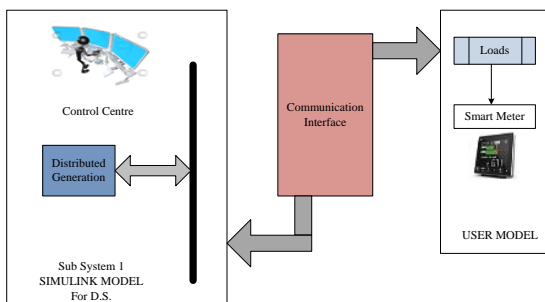 Control Centre
Distributed
Generation
Sub System 1
SIMULINK MODEL
For D.S.
Communication
Interface
Loads
Smart Meter
USER MODEL